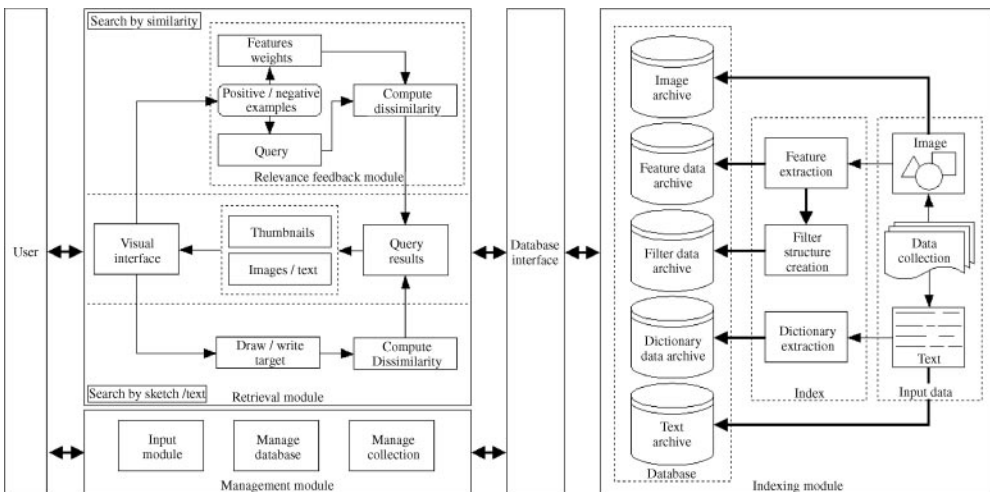 User
Search by similarity
Features
weights
Positive / negative
examples
Query
Compute
dissimilarity
Relevance feedback module
Visual
interface
Thumbnails
Images / text
Query
results
Draw / write
target
Compute
Dissimilarity
Search by sketch /text
Retrieval module
Input
module
Manage
database
Manage
collection
Management module
Database
interface
Image
archive
Feature data
archive
Filter data
archive
Dictionary
data archive
Text
archive
Database
Feature
extraction
Filter
structure
creation
Dictionary
extraction
Index
Image
Data
collection
Text
Input data
Indexing module